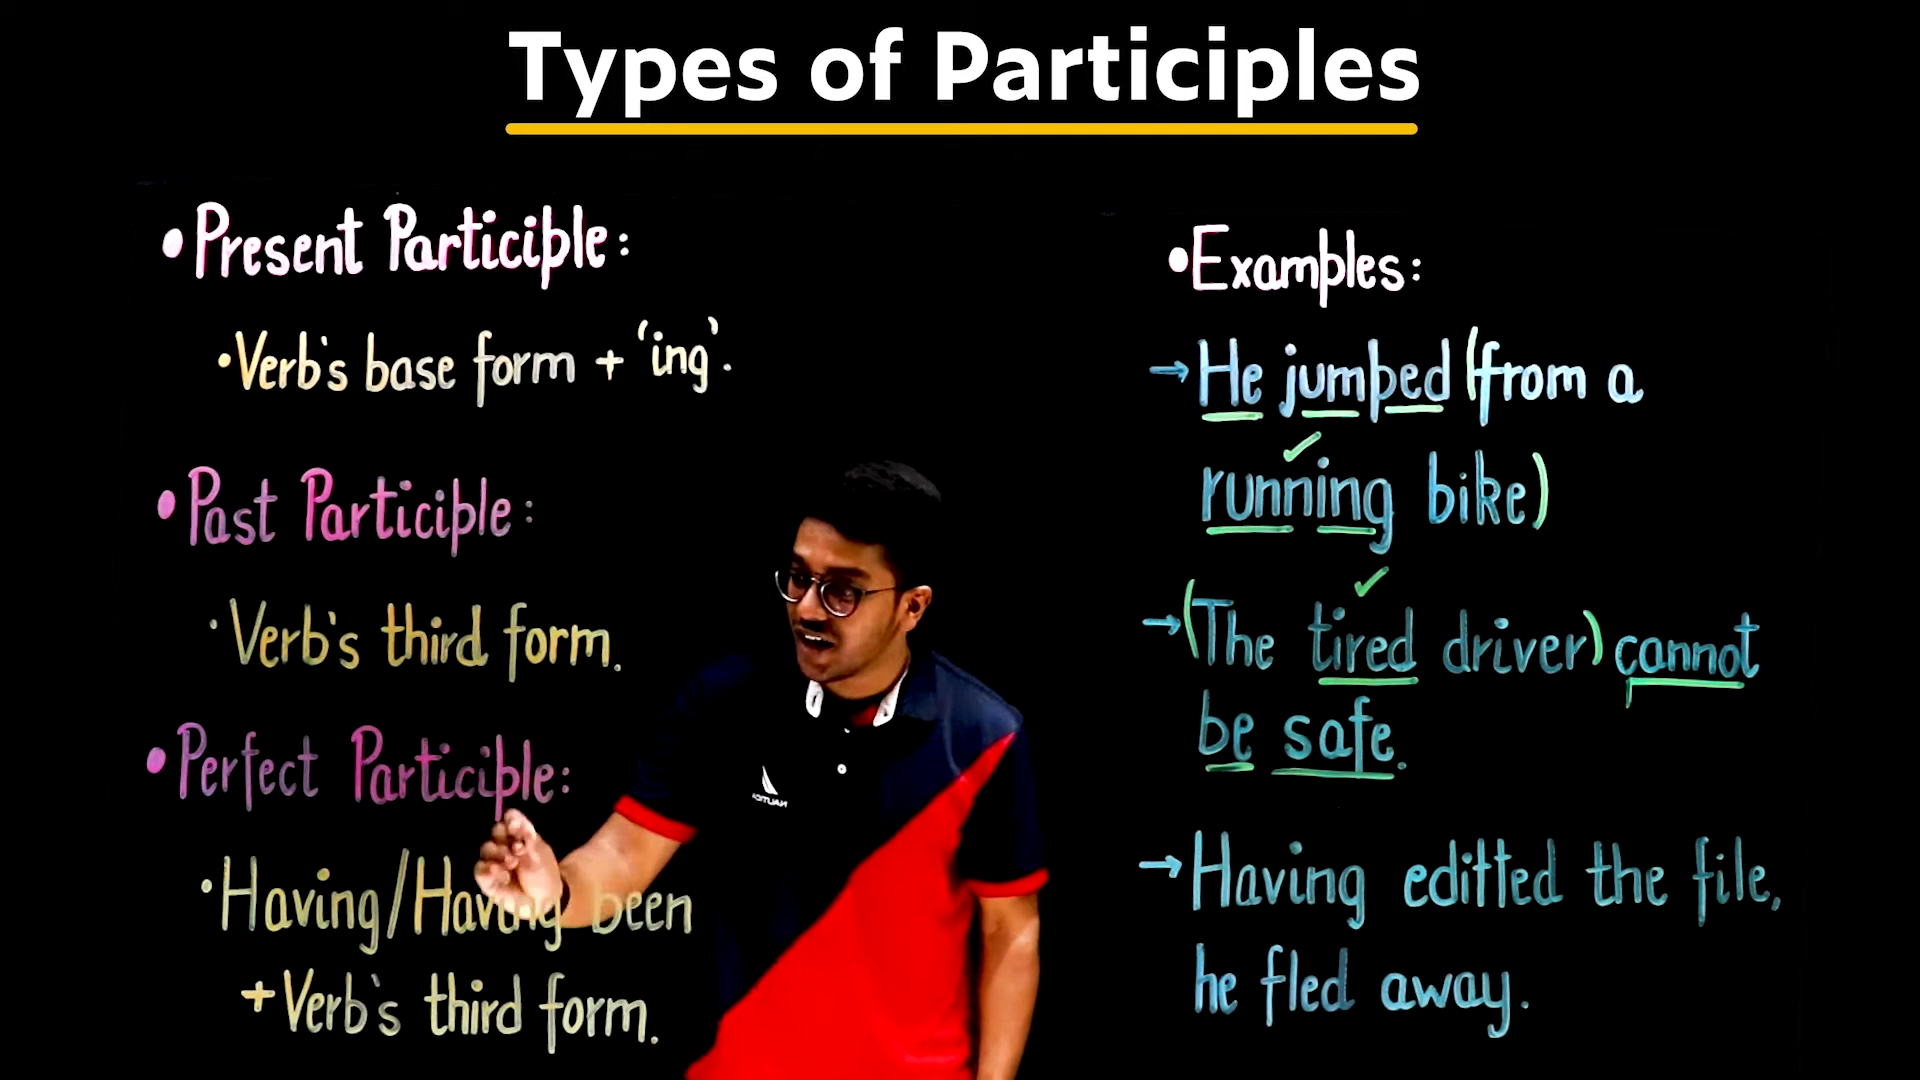 Types of Participles
• Present Participle:
• Verb's base form + 'ing'.
• Past Participle:
• Verb's third form.
• Perfect Participle:
• Having/Having been
+ Verb's third form.
• Examples:
→ He jumped (from a
running bike)
→ (The tired driver) cannot
be safe.
→ Having editted the file,
he fled away.